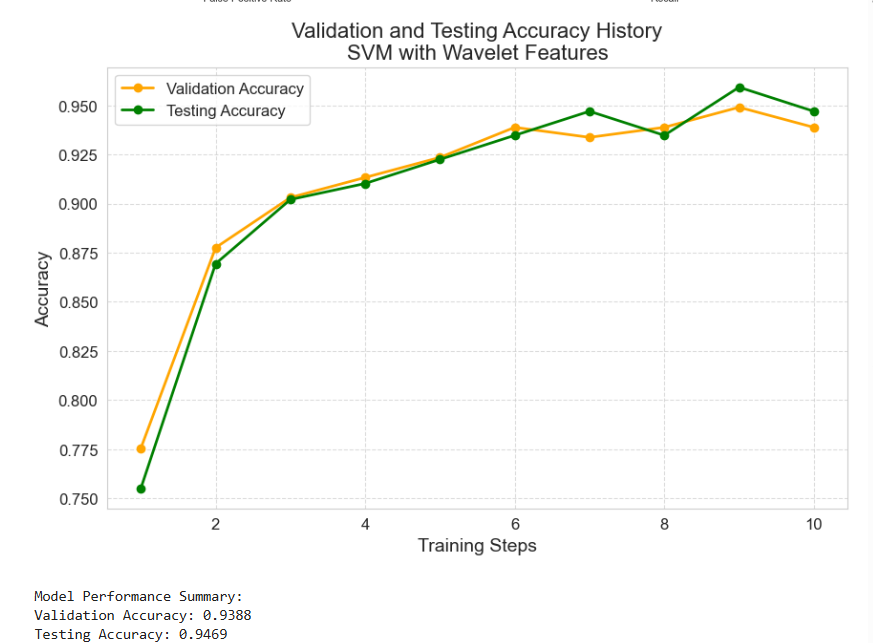 Validation and Testing Accuracy History
SVM with Wavelet Features
Validation Accuracy
Testing Accuracy
0.950
0.925
0.900
0.875
0.850
0.825
0.800
0.775
0.750
Accuracy
2 4 6 8 10
Training Steps
Model Performance Summary:
Validation Accuracy: 0.9388
Testing Accuracy: 0.9469